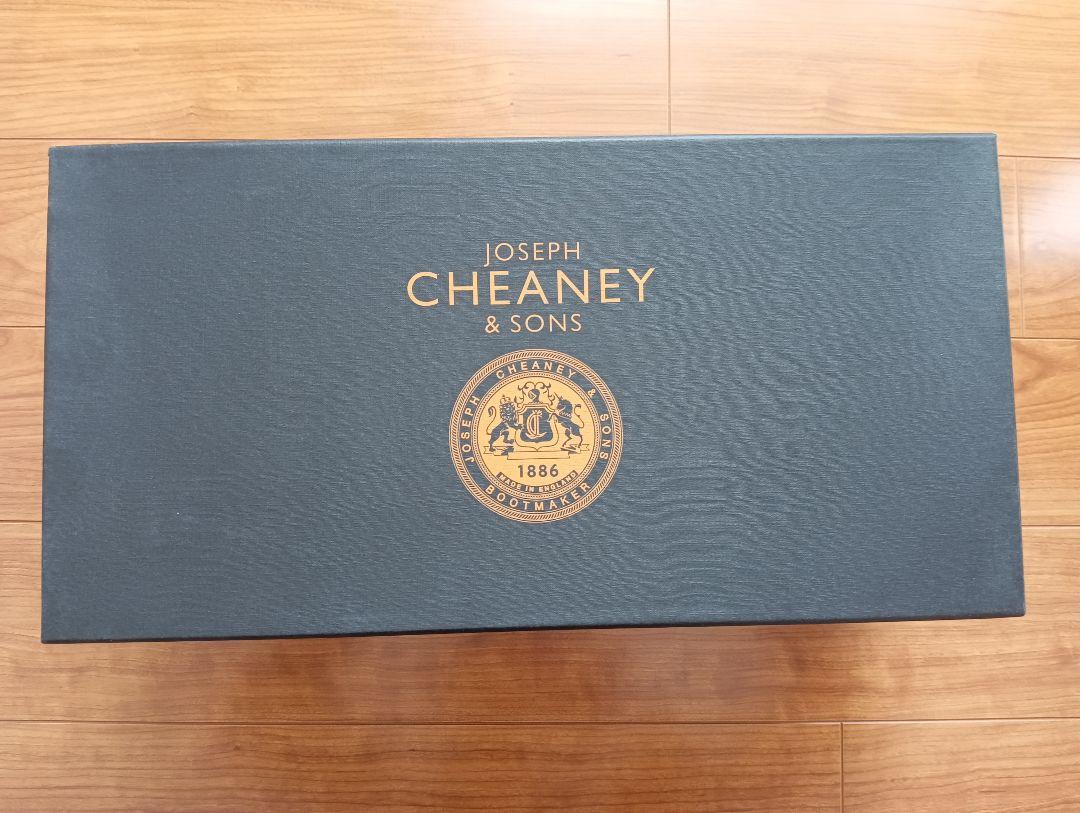 JOSEPH
CHEANEY
& SONS
JOSEPH CHEANEY & SONS
1886
MADE IN ENGLAND
BOOTMAKER